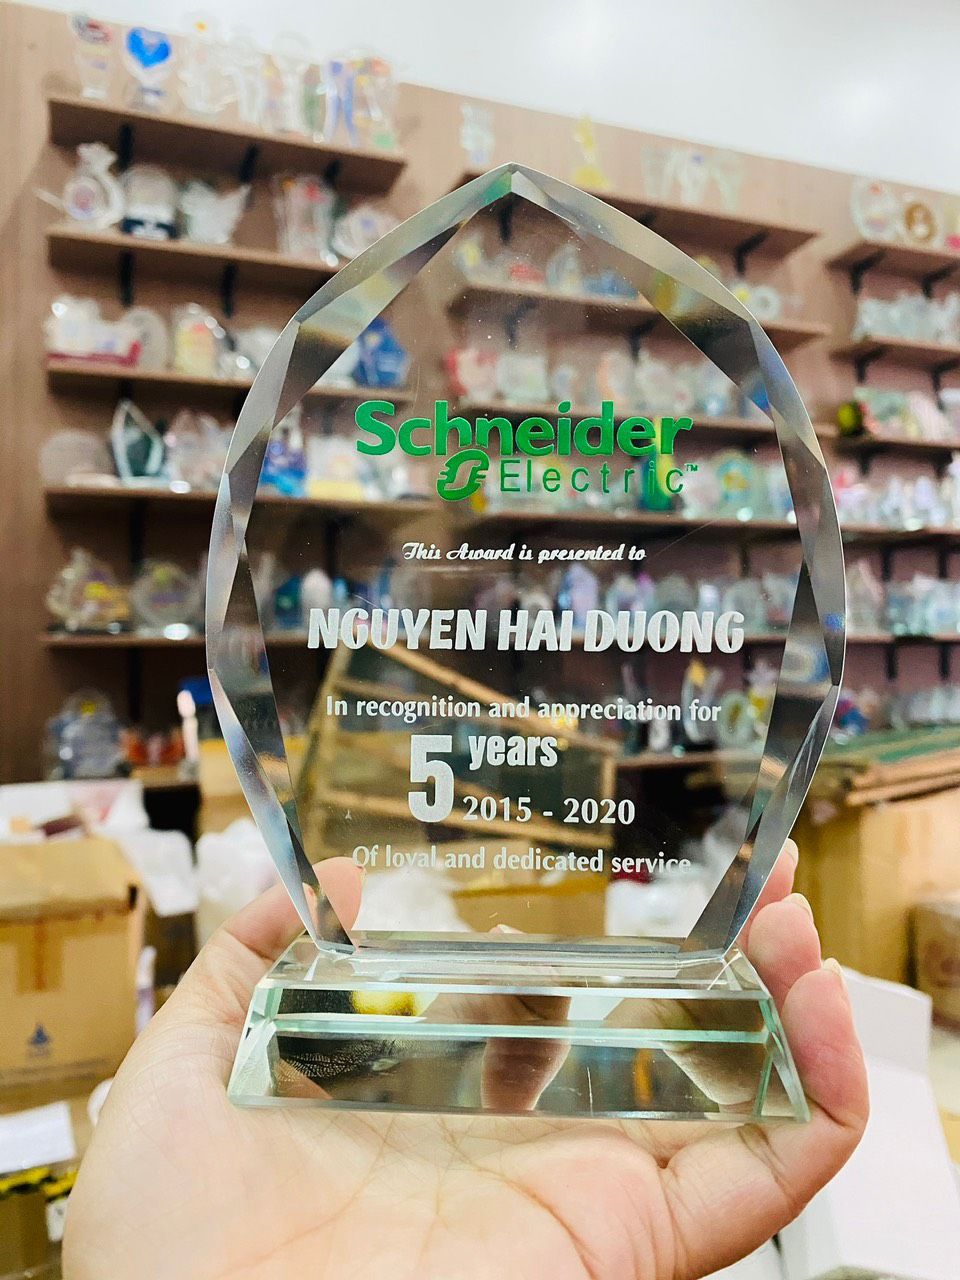 Schneider
Electric™
This Award is presented to
NGUYEN HAI DUONG
In recognition and appreciation for
5 years
2015 - 2020
Of loyal and dedicated service